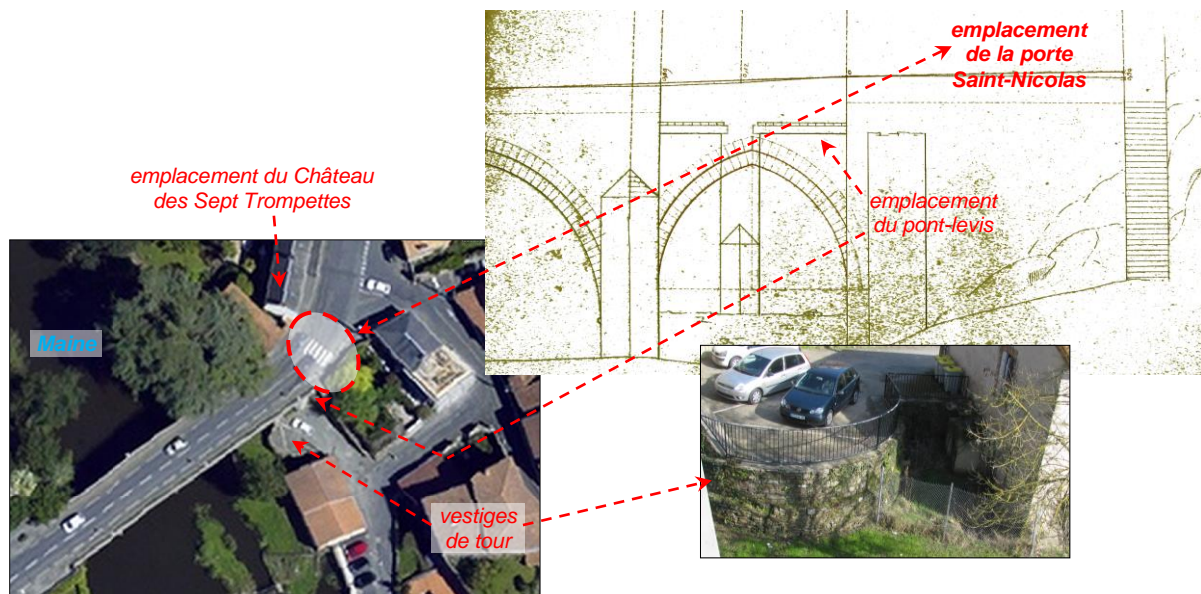 emplacement
de la porte
Saint-Nicolas
emplacement du Château
des Sept Trompettes
emplacement
du pont-levis
Maine
vestiges
de tour